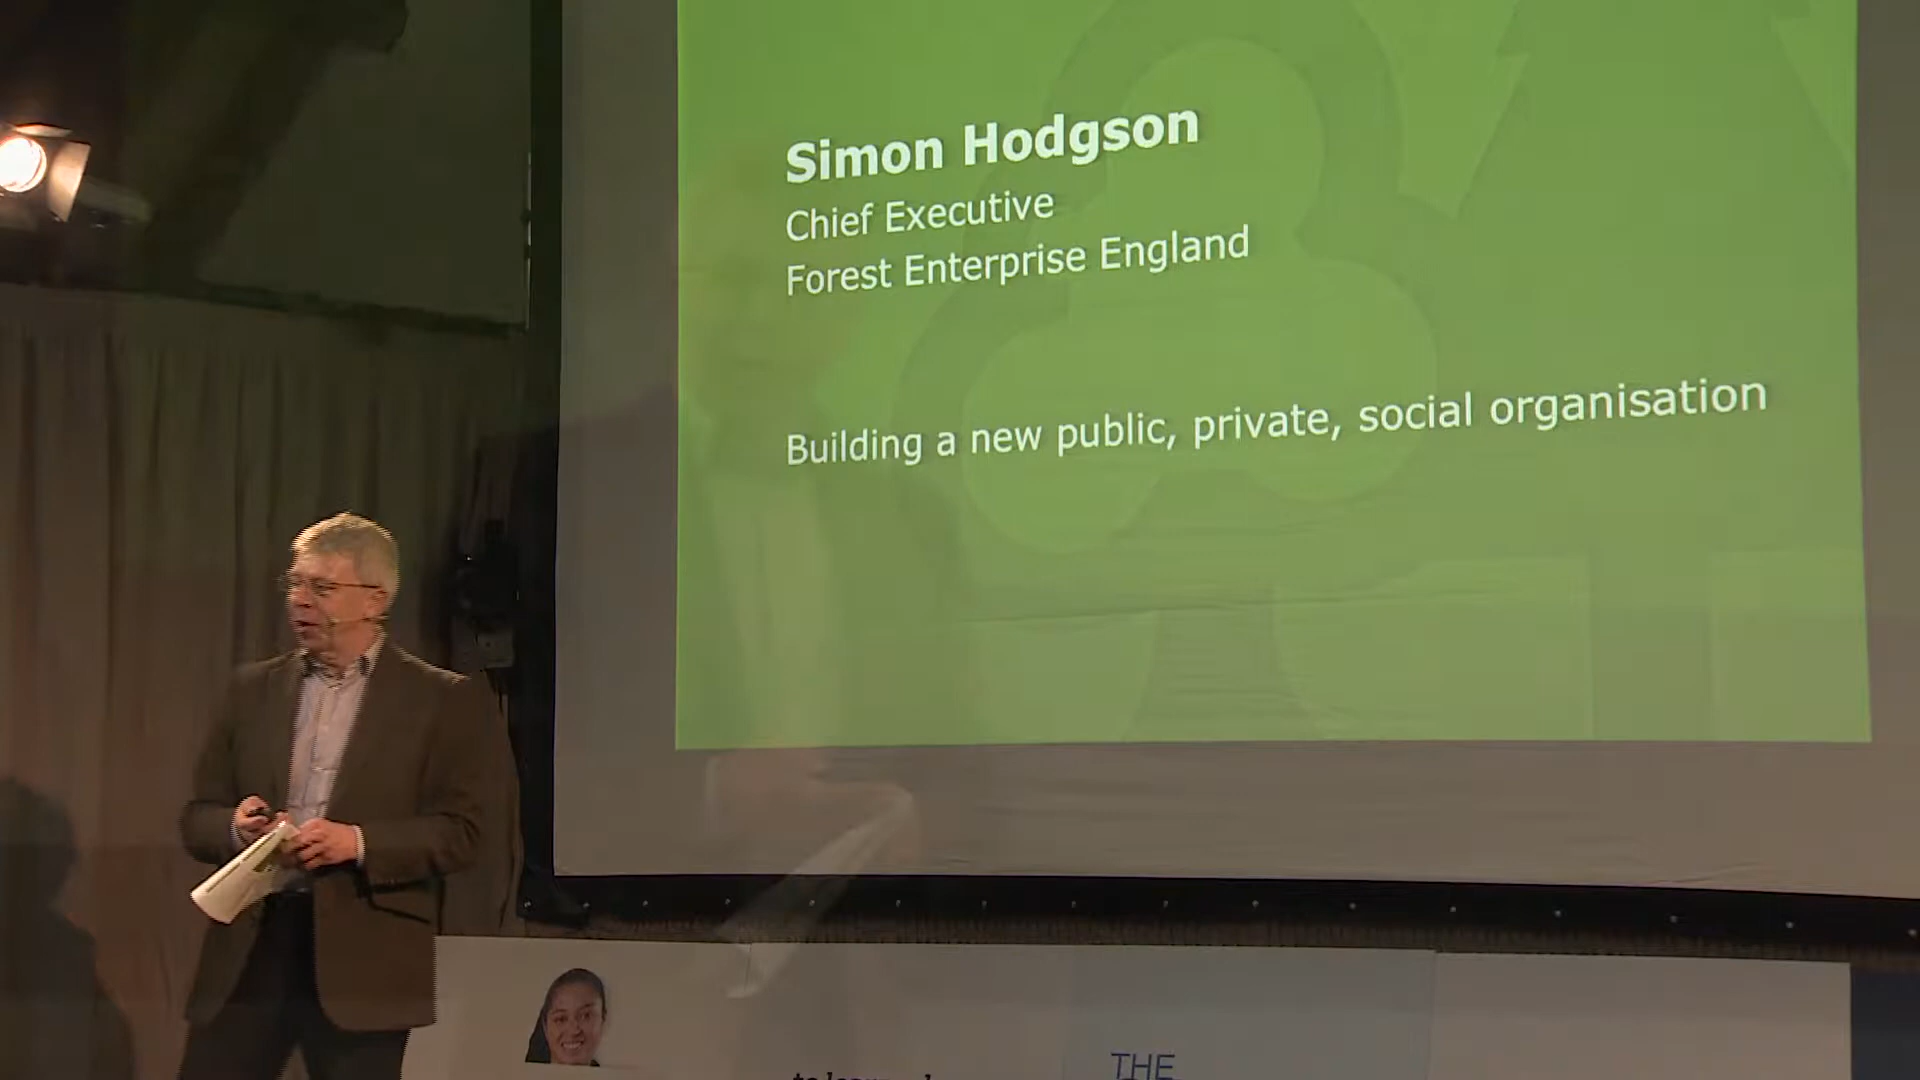 Simon Hodgson
Chief Executive
Forest Enterprise England
Building a new public, private, social organisation
THE